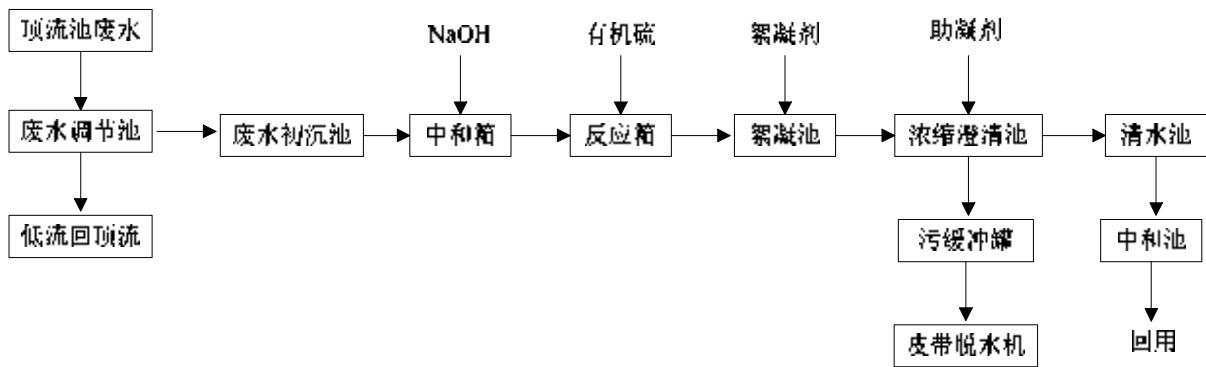 顶流池废水
NaOH
有机硫
絮凝剂
助凝剂
废水调节池
废水初沉池
中和箱
反应箱
絮凝池
浓缩澄清池
清水池
低流回顶流
污缓冲罐
中和池
皮带脱水机
回用